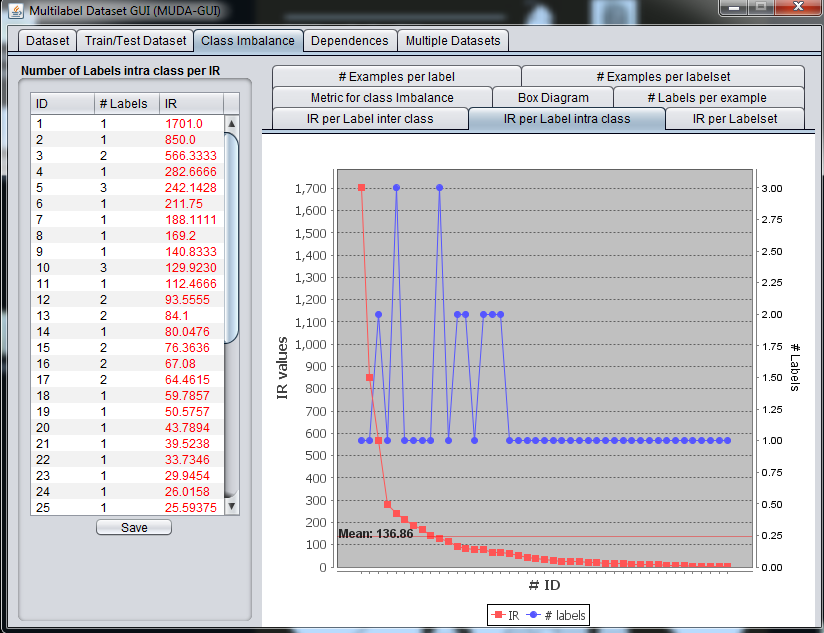 Multilabel Dataset GUI (MUDA-GUI)
Dataset Train/Test Dataset Class Imbalance Dependences Multiple Datasets
Number of Labels intra class per IR
ID # Labels IR
1 1 1701.0
2 1 850.0
3 2 566.3333
4 1 282.6666
5 3 242.1428
6 1 211.75
7 1 188.1111
8 1 169.2
9 1 140.8333
10 3 129.9230
11 1 112.4666
12 2 93.5555
13 2 84.1
14 1 80.0476
15 2 76.3636
16 2 67.08
17 2 64.4615
18 1 59.7857
19 1 50.5757
20 1 43.7894
21 1 39.5238
22 1 33.7346
23 1 29.9454
24 1 26.0158
25 1 25.59375
Save
# Examples per label # Examples per labelset
Metric for class Imbalance Box Diagram # Labels per example
IR per Label inter class IR per Label intra class IR per Labelset
IR values
1,700
1,600
1,500
1,400
1,300
1,200
1,100
1,000
900
800
700
600
500
400
300
200
100
0
Mean: 136.86
3.00
2.75
2.50
2.25
2.00
1.75
1.50
1.25
1.00
0.75
0.50
0.25
0.00
# Labels
# ID
IR # labels